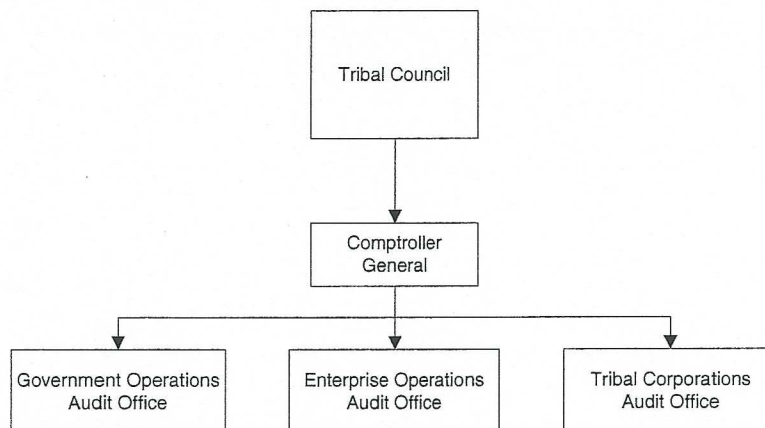 Tribal Council
Comptroller
General
Government Operations
Audit Office
Enterprise Operations
Audit Office
Tribal Corporations
Audit Office